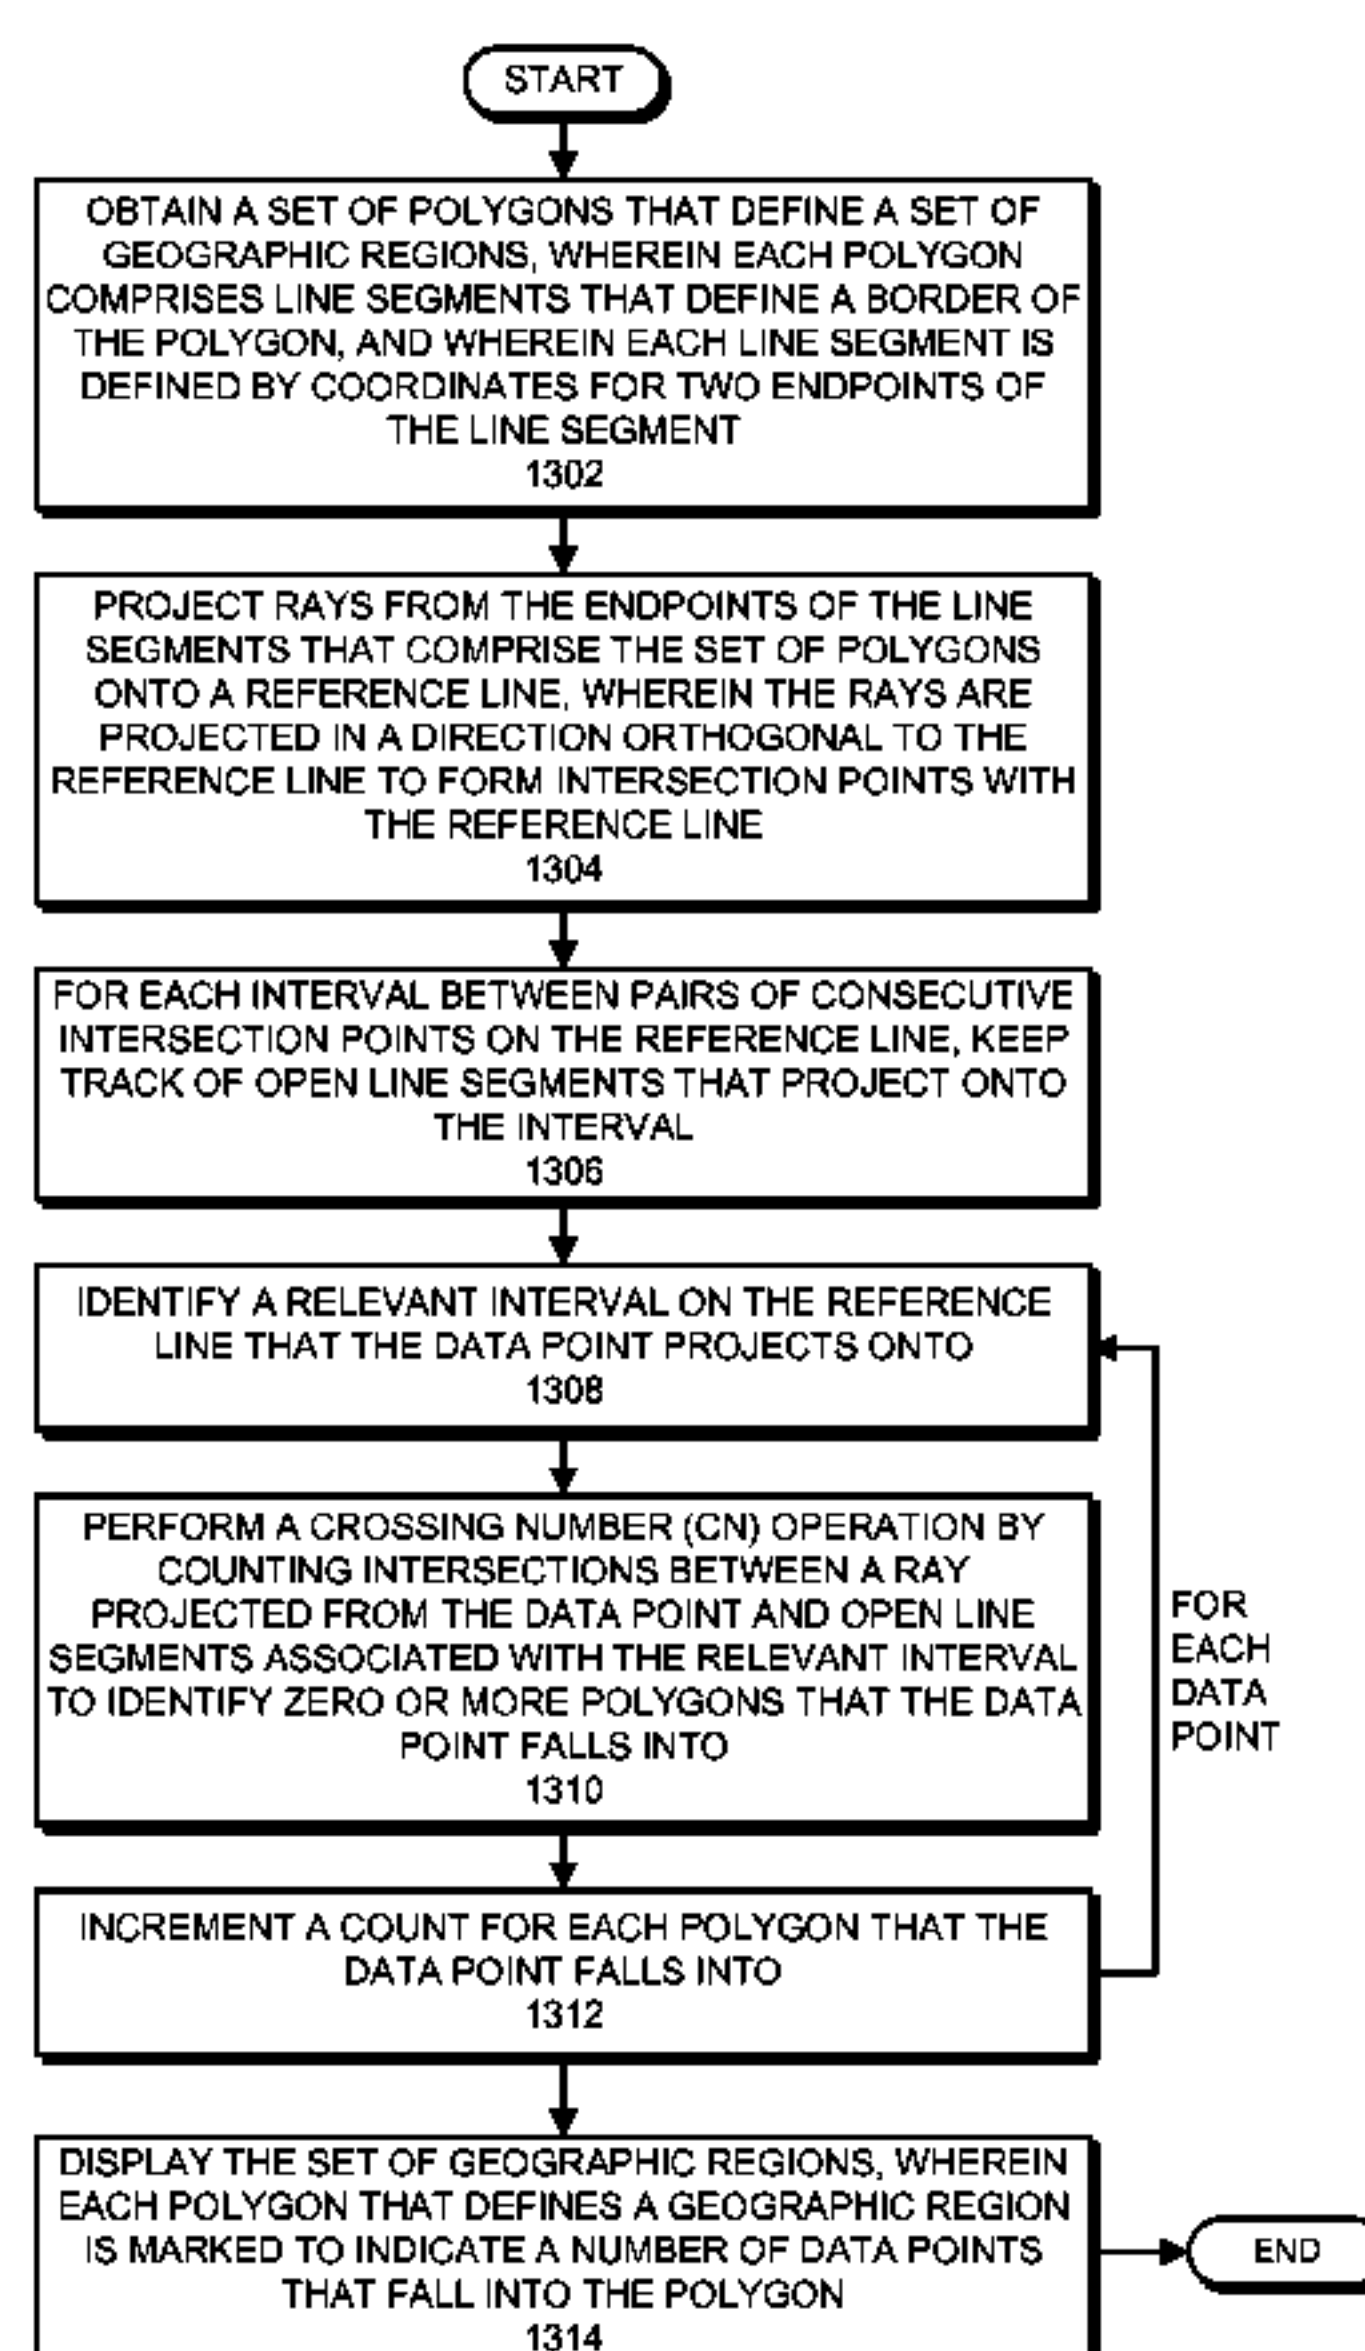 START
OBTAIN A SET OF POLYGONS THAT DEFINE A SET OF
GEOGRAPHIC REGIONS, WHEREIN EACH POLYGON
COMPRISES LINE SEGMENTS THAT DEFINE A BORDER OF
THE POLYGON, AND WHEREIN EACH LINE SEGMENT IS
DEFINED BY COORDINATES FOR TWO ENDPOINTS OF
THE LINE SEGMENT
1302
PROJECT RAYS FROM THE ENDPOINTS OF THE LINE
SEGMENTS THAT COMPRISE THE SET OF POLYGONS
ONTO A REFERENCE LINE, WHEREIN THE RAYS ARE
PROJECTED IN A DIRECTION ORTHOGONAL TO THE
REFERENCE LINE TO FORM INTERSECTION POINTS WITH
THE REFERENCE LINE
1304
FOR EACH INTERVAL BETWEEN PAIRS OF CONSECUTIVE
INTERSECTION POINTS ON THE REFERENCE LINE, KEEP
TRACK OF OPEN LINE SEGMENTS THAT PROJECT ONTO
THE INTERVAL
1306
IDENTIFY A RELEVANT INTERVAL ON THE REFERENCE
LINE THAT THE DATA POINT PROJECTS ONTO
1308
PERFORM A CROSSING NUMBER (CN) OPERATION BY
COUNTING INTERSECTIONS BETWEEN A RAY
PROJECTED FROM THE DATA POINT AND OPEN LINE
SEGMENTS ASSOCIATED WITH THE RELEVANT INTERVAL
TO IDENTIFY ZERO OR MORE POLYGONS THAT THE DATA
POINT FALLS INTO
1310
FOR
EACH
DATA
POINT
INCREMENT A COUNT FOR EACH POLYGON THAT THE
DATA POINT FALLS INTO
1312
DISPLAY THE SET OF GEOGRAPHIC REGIONS, WHEREIN
EACH POLYGON THAT DEFINES A GEOGRAPHIC REGION
IS MARKED TO INDICATE A NUMBER OF DATA POINTS
THAT FALL INTO THE POLYGON
1314
END